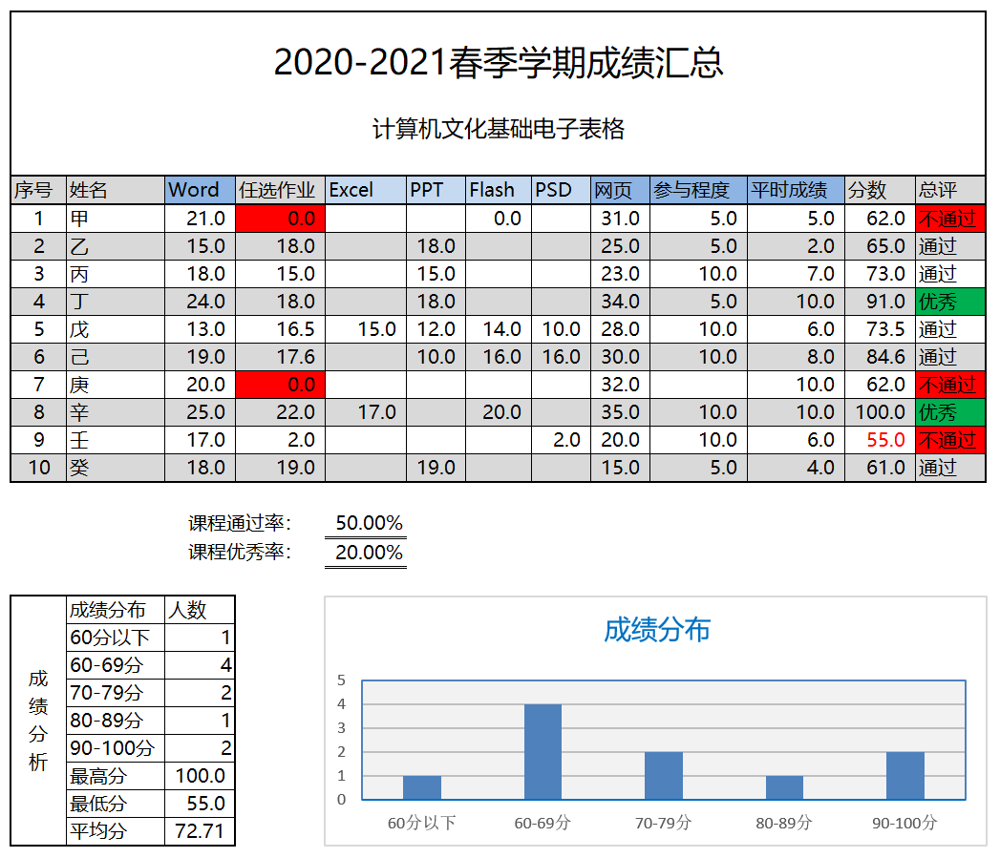 2020-2021春季学期成绩汇总
计算机文化基础电子表格
序号 姓名 Word 任选作业 Excel PPT Flash PSD 网页 参与程度 平时成绩 分数 总评
1 甲 21.0 0.0 0.0 31.0 5.0 5.0 62.0 不通过
2 乙 15.0 18.0 18.0 25.0 5.0 2.0 65.0 通过
3 丙 18.0 15.0 15.0 23.0 10.0 7.0 73.0 通过
4 丁 24.0 18.0 18.0 34.0 5.0 10.0 91.0 优秀
5 戊 13.0 16.5 15.0 12.0 14.0 10.0 28.0 10.0 6.0 73.5 通过
6 己 19.0 17.6 10.0 16.0 16.0 30.0 10.0 8.0 84.6 通过
7 庚 20.0 0.0 32.0 10.0 62.0 不通过
8 辛 25.0 22.0 17.0 20.0 35.0 10.0 10.0 100.0 优秀
9 壬 17.0 2.0 2.0 20.0 10.0 6.0 55.0 不通过
10 癸 18.0 19.0 19.0 15.0 5.0 4.0 61.0 通过
课程通过率： 50.00%
课程优秀率： 20.00%
成绩分析
成绩分布 人数
60分以下 1
60-69分 4
70-79分 2
80-89分 1
90-100分 2
最高分 100.0
最低分 55.0
平均分 72.71
成绩分布
5
4
3
2
1
0
60分以下 60-69分 70-79分 80-89分 90-100分